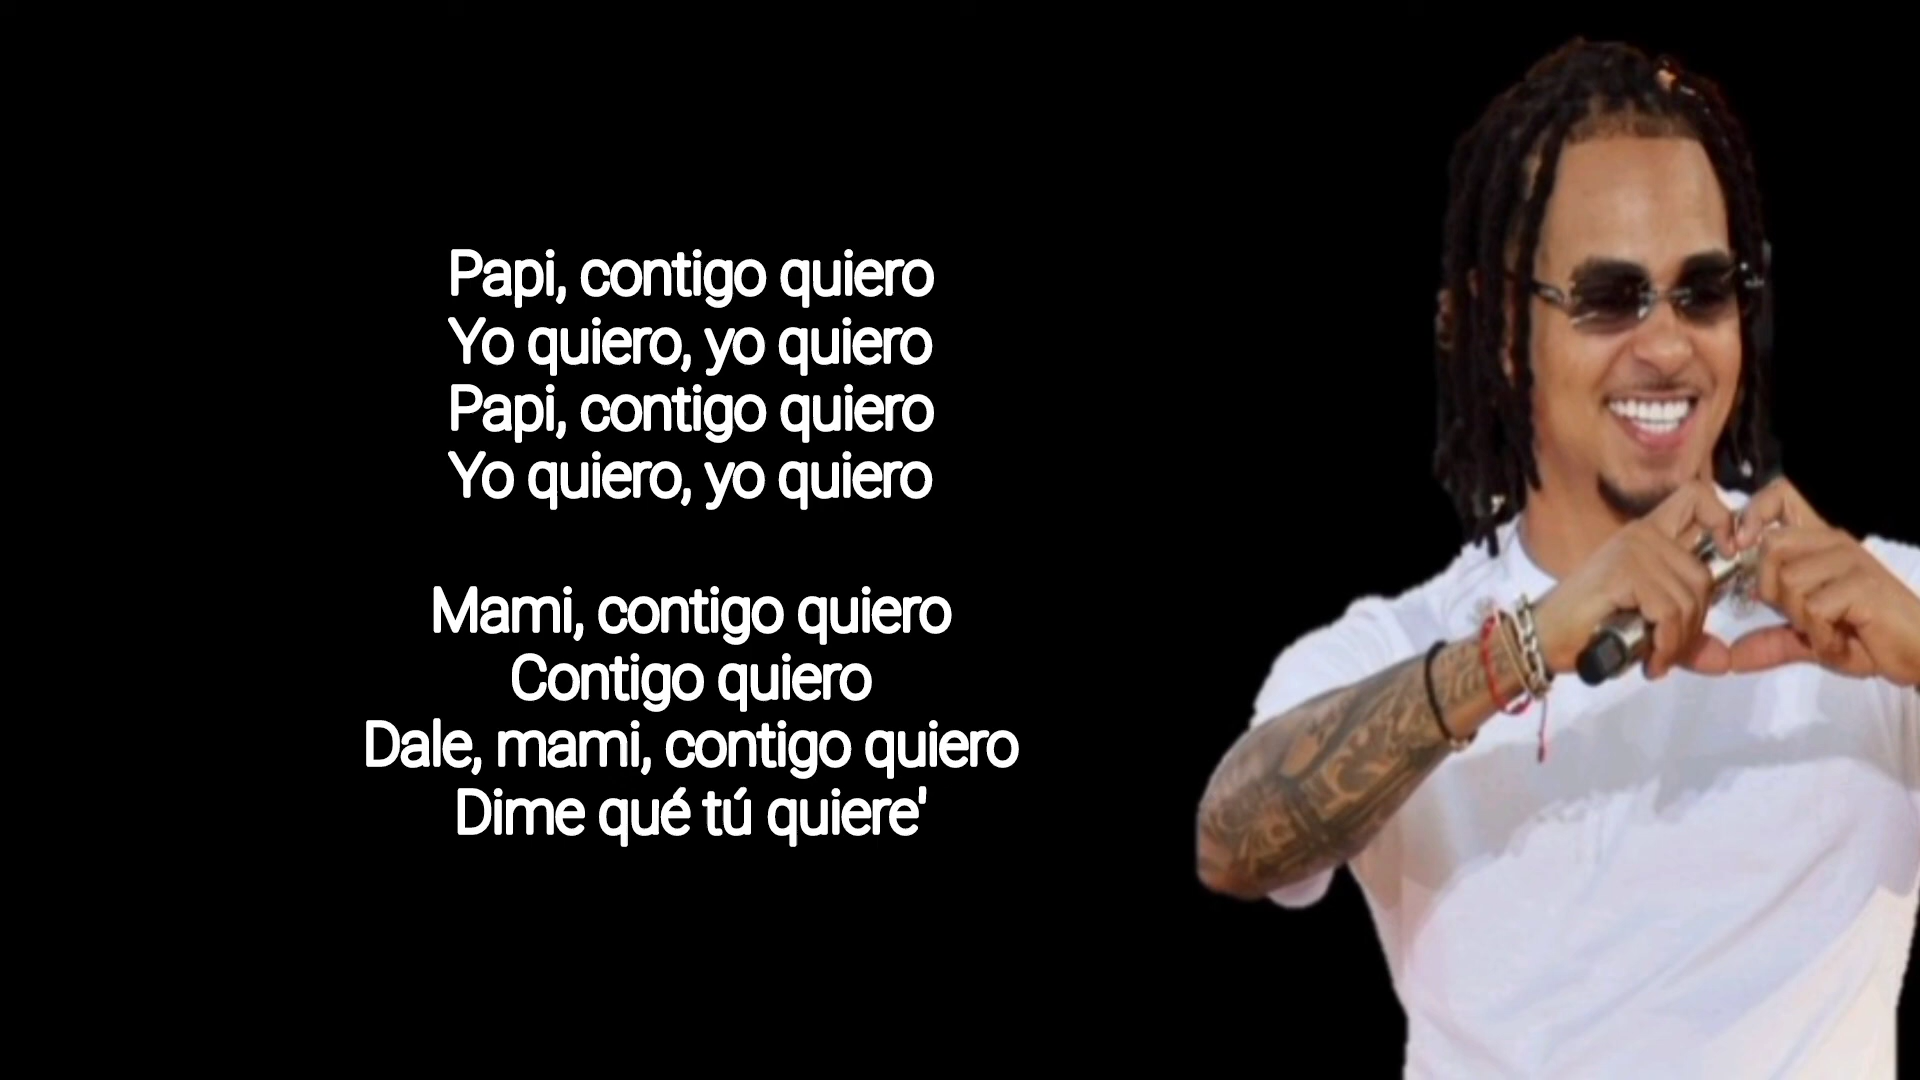 Papi, contigo quiero
Yo quiero, yo quiero
Papi, contigo quiero
Yo quiero, yo quiero
Mami, contigo quiero
Contigo quiero
Dale, mami, contigo quiero
Dime qué tú quiere'